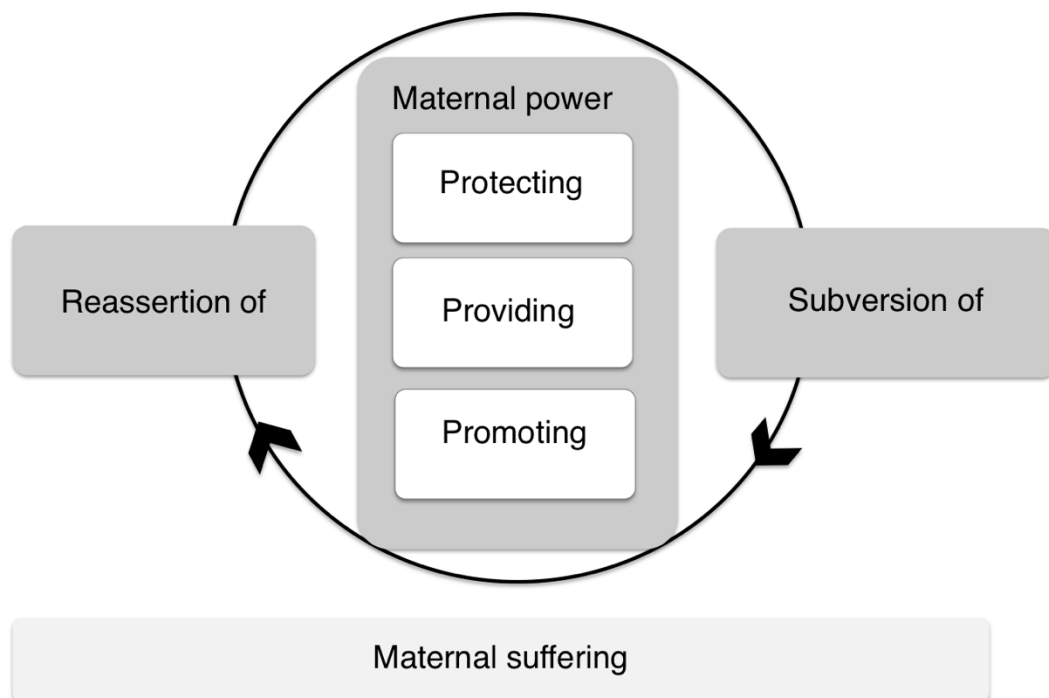 Maternal power
Protecting
Reassertion of
Providing
Subversion of
Promoting
Maternal suffering